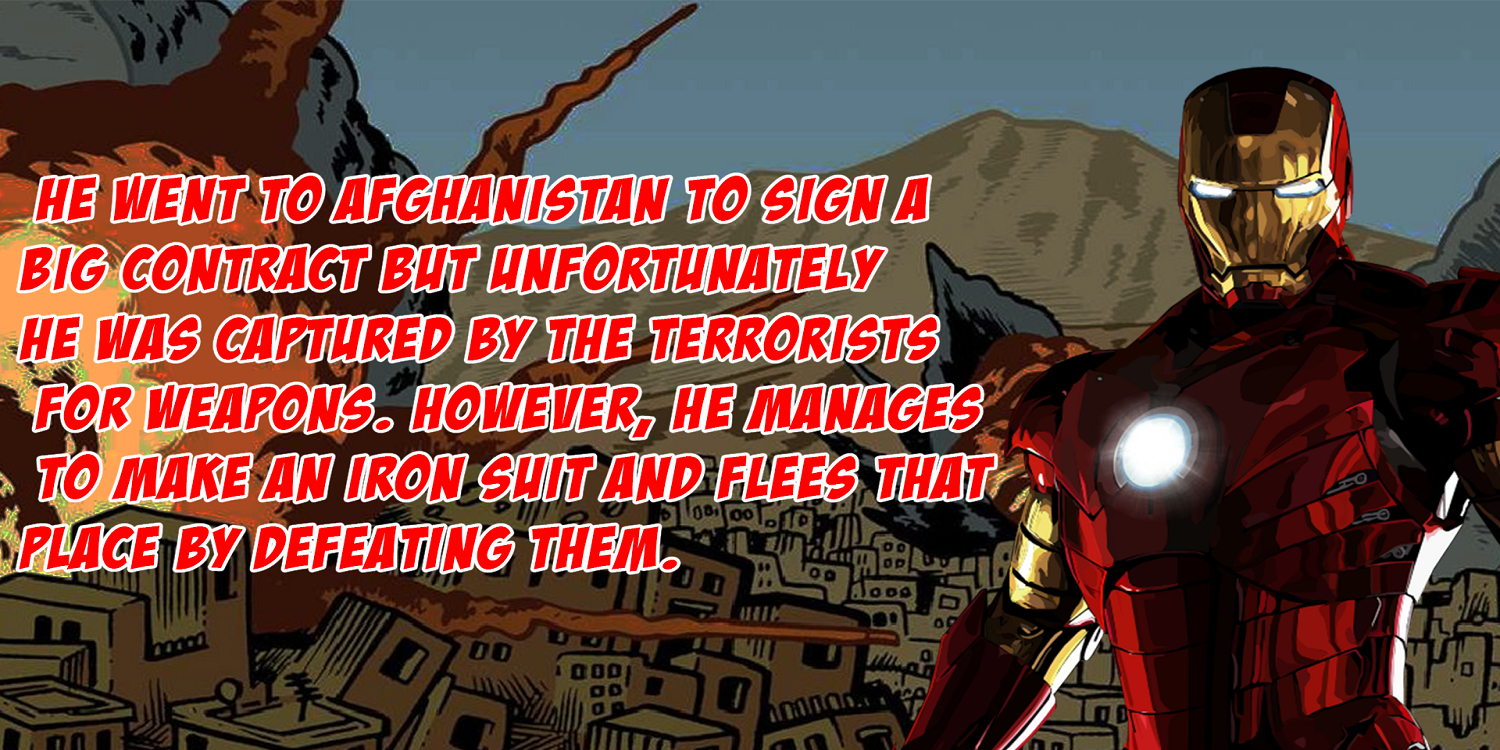 HE WENT TO AFGHANISTAN TO SIGN A
BIG CONTRACT BUT UNFORTUNATELY
HE WAS CAPTURED BY THE TERRORISTS
FOR WEAPONS. HOWEVER, HE MANAGES
TO MAKE AN IRON SUIT AND FLEES THAT
PLACE BY DEFEATING THEM.